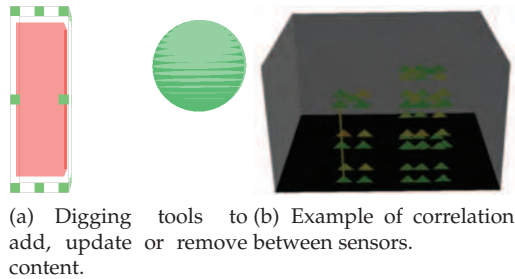 (a) Digging tools to
add, update or remove
content.
(b) Example of correlation
between sensors.